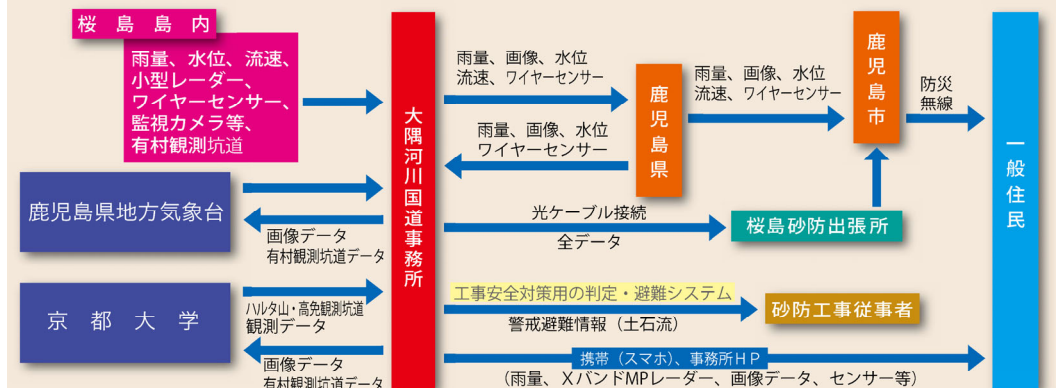 桜島島内
雨量、水位、流速、
小型レーダー、
ワイヤーセンサー、
監視カメラ等、
有村観測坑道
鹿児島県地方気象台
画像データ
有村観測坑道データ
京都大学
ハルタ山・高免観測坑道
観測データ
画像データ
有村観測坑道データ
大隅河川国道事務所
雨量、画像、水位
流速、ワイヤーセンサー
雨量、画像、水位
ワイヤーセンサー
鹿児島県
雨量、画像、水位
流速、ワイヤーセンサー
鹿児島市
防災
無線
光ケーブル接続
全データ
桜島砂防出張所
工事安全対策用の判定・避難システム
警戒避難情報（土石流）
砂防工事従事者
携帯（スマホ）、事務所ＨＰ
（雨量、ＸバンドMPレーダー、画像データ、センサー等）
一般住民